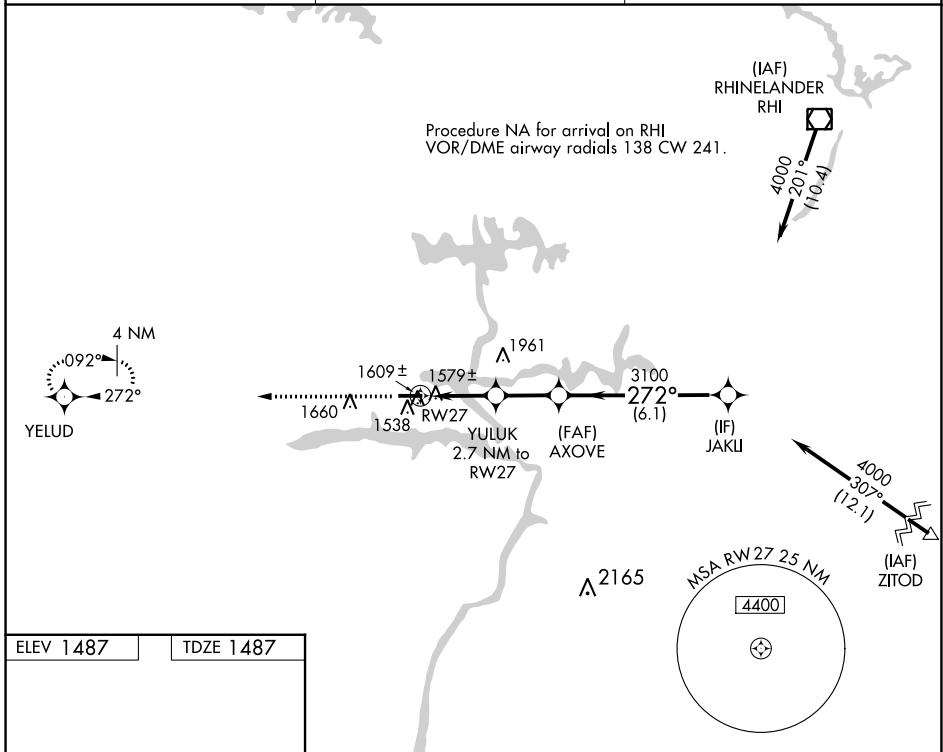 (IAF)
RHINELANDER
RHI
Procedure NA for arrival on RHI
VOR/DME airway radials 138 CW 241.
4000
201°
(10.4)
4 NM
092°
272°
YELUD
1961
1609 ±
1579 ±
1660
1538
RW27
YULUK
2.7 NM to
RW27
(FAF)
AXOVE
3100
272°
(6.1)
(IF)
JAKLI
4000
307°
(12.1)
(IAF)
ZITOD
2165
MSA RW 27 25 NM
4400
ELEV 1487
TDZE 1487